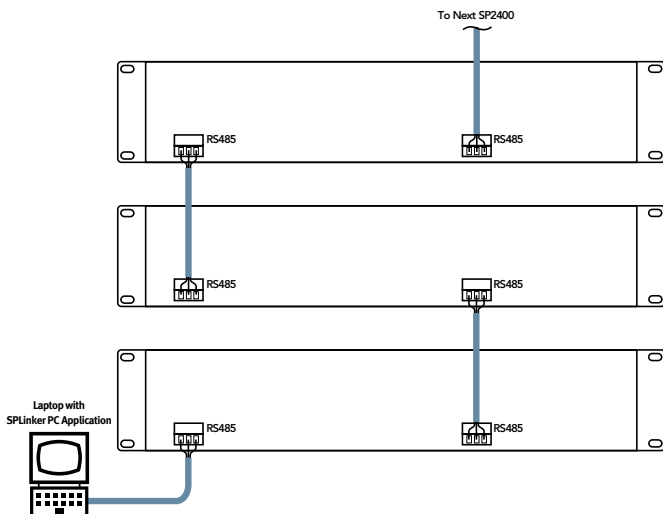 To Next SP2400
RS485
RS485
RS485
RS485
Laptop with
SPLinker PC Application
RS485
RS485